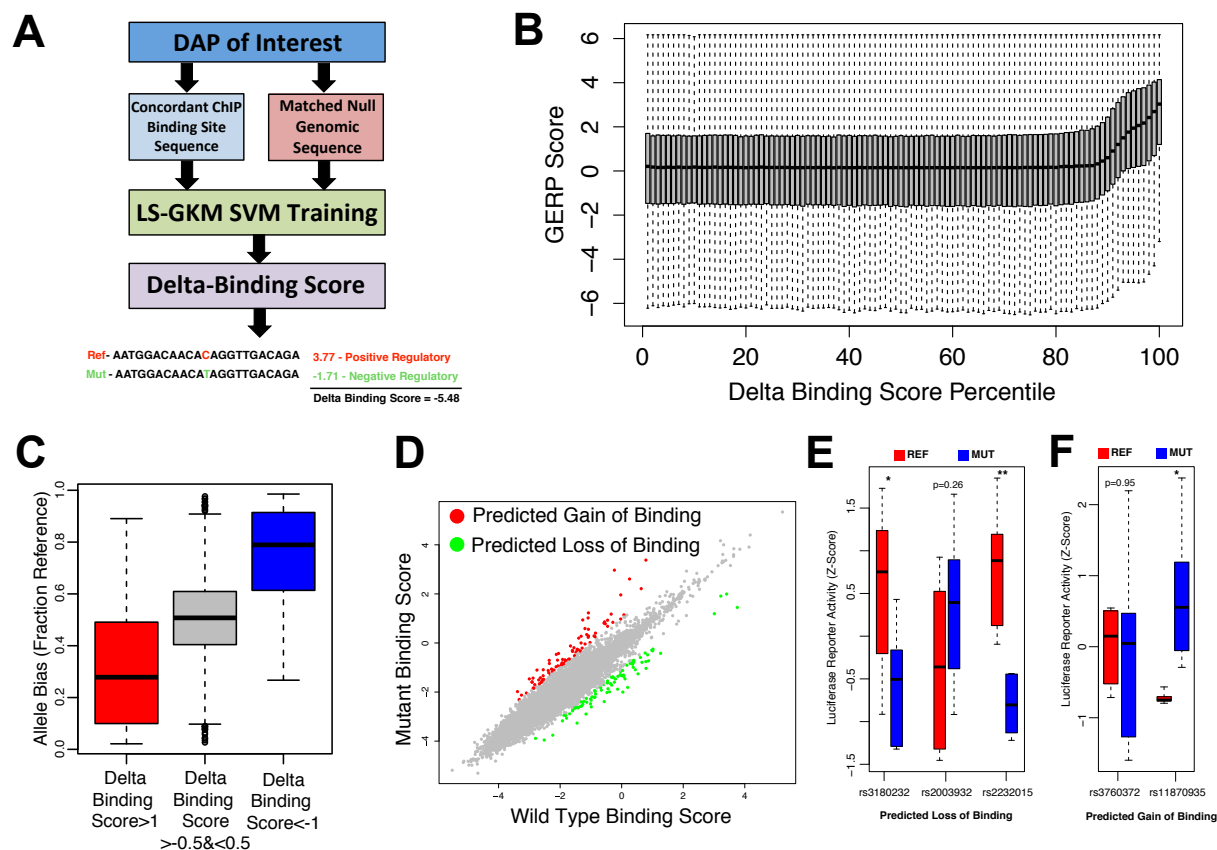 A
DAP of Interest
Concordant ChIP
Binding Site
Sequence
Matched Null
Genomic
Sequence
LS-GKM SVM Training
Delta-Binding Score
Ref- AATGGACAACACAGGTTGACAGA
3.77 - Positive Regulatory
Mut - AATGGACAACATAGGTTGACAGA
-1.71 - Negative Regulatory
Delta Binding Score = -5.48
B
GERP Score
6
4
2
0
−2
−4
−6
0 20 40 60 80 100
Delta Binding Score Percentile
C
Allele Bias (Fraction Reference)
1.0
0.8
0.6
0.4
0.2
0.0
Delta
Binding
Score>1
Delta
Binding
Score
>-0.5&<0.5
Delta
Binding
Score<-1
D
Predicted Gain of Binding
Predicted Loss of Binding
Mutant Binding Score
4
2
0
−2
−4
−4 −2 0 2 4
Wild Type Binding Score
E
REF MUT
Luciferase Reporter Activity (Z-Score)
1.5
0.5
−0.5
−1.5
*
p=0.26
**
rs3180232 rs2003932 rs2232015
Predicted Loss of Binding
F
REF MUT
Luciferase Reporter Activity (Z-Score)
2
1
0
−1
p=0.95
*
rs3760372 rs11870935
Predicted Gain of Binding